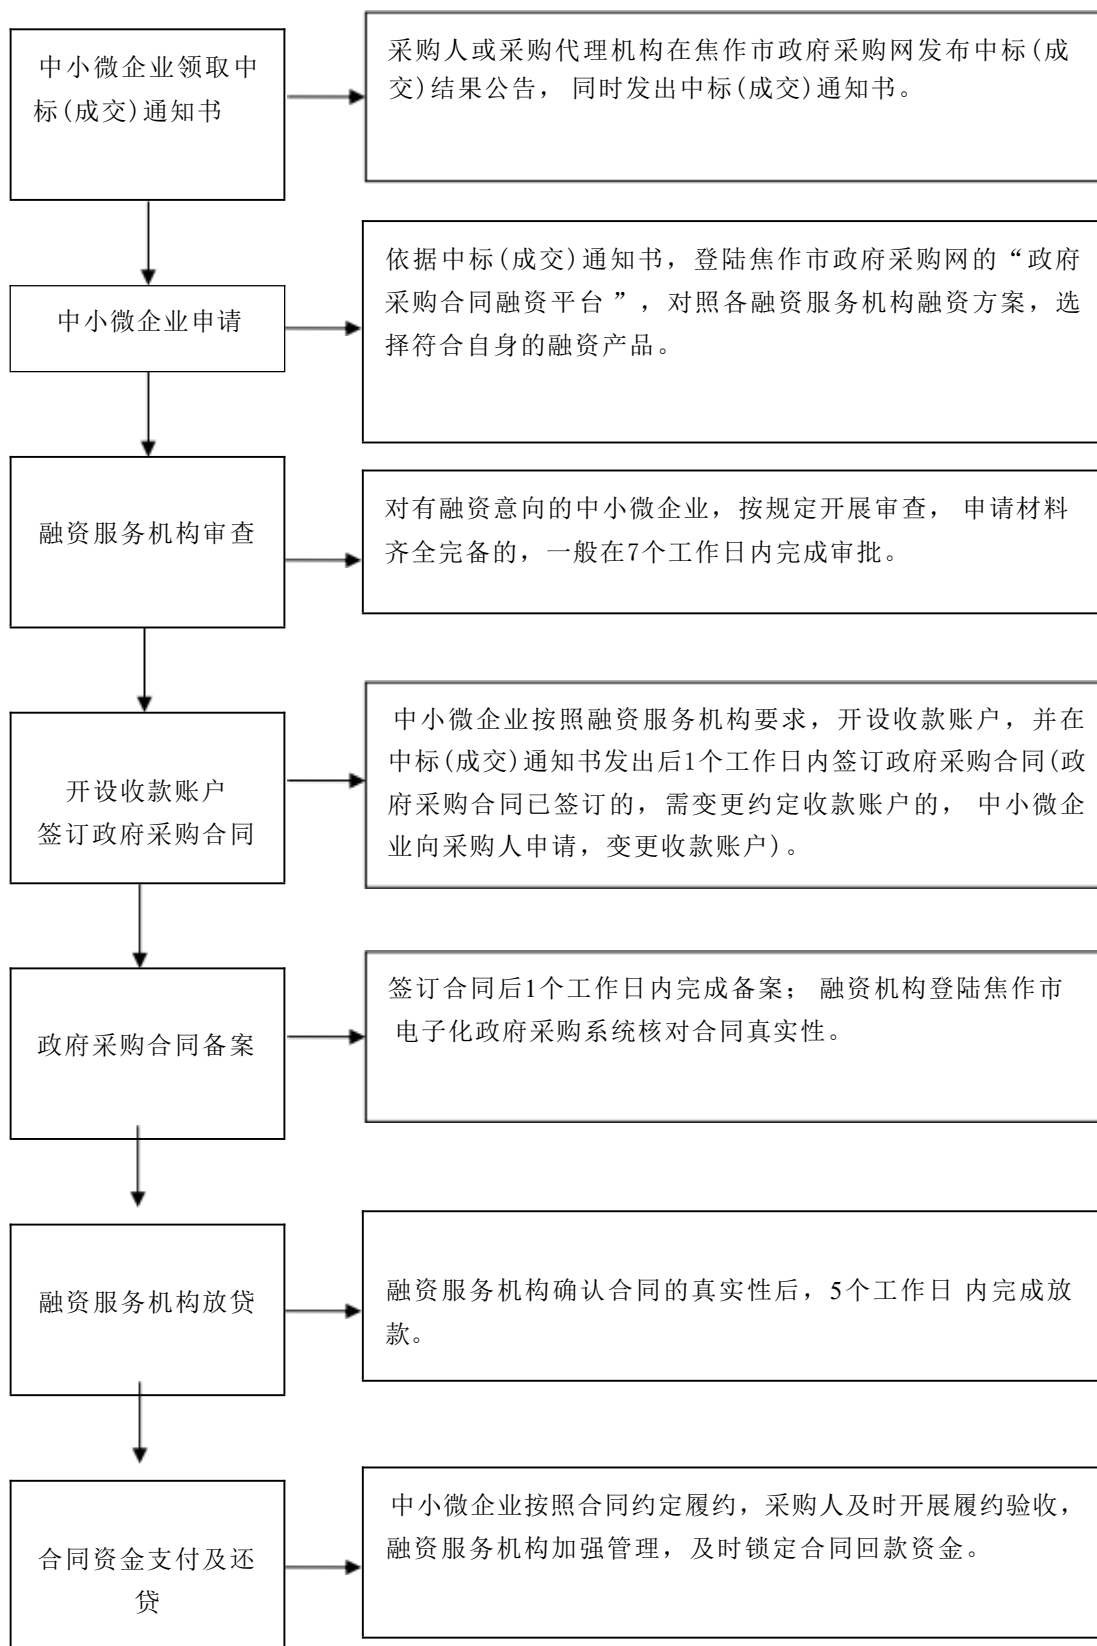 中小微企业领取中
标(成交)通知书
采购人或采购代理机构在焦作市政府采购网发布中标(成
交)结果公告， 同时发出中标(成交)通知书。
中小微企业申请
依据中标(成交)通知书，登陆焦作市政府采购网的“政府
采购合同融资平台 ”，对照各融资服务机构融资方案，选
择符合自身的融资产品。
融资服务机构审查
对有融资意向的中小微企业，按规定开展审查， 申请材料
齐全完备的，一般在7个工作日内完成审批。
开设收款账户
签订政府采购合同
中小微企业按照融资服务机构要求，开设收款账户，并在
中标(成交)通知书发出后1个工作日内签订政府采购合同(政
府采购合同已签订的，需变更约定收款账户的， 中小微企
业向采购人申请，变更收款账户)。
政府采购合同备案
签订合同后1个工作日内完成备案； 融资机构登陆焦作市
电子化政府采购系统核对合同真实性。
融资服务机构放贷
融资服务机构确认合同的真实性后，5个工作日 内完成放
款。
合同资金支付及还
贷
中小微企业按照合同约定履约，采购人及时开展履约验收，
融资服务机构加强管理，及时锁定合同回款资金。